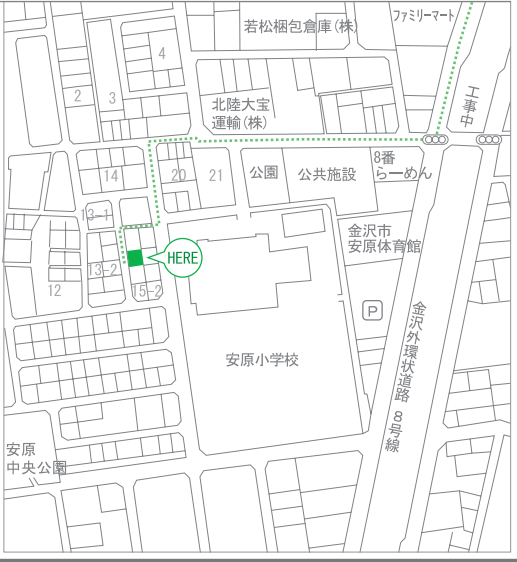 ファミリーマート
若松梱包倉庫(株)
4
2
3
工事中
北陸大宝
運輸(株)
8番
らーめん
14
20
21
公園
公共施設
13-1
金沢市
安原体育館
HERE
13-2
12
15-2
P
金沢外環状道路 8号線
安原小学校
安原
中央公園